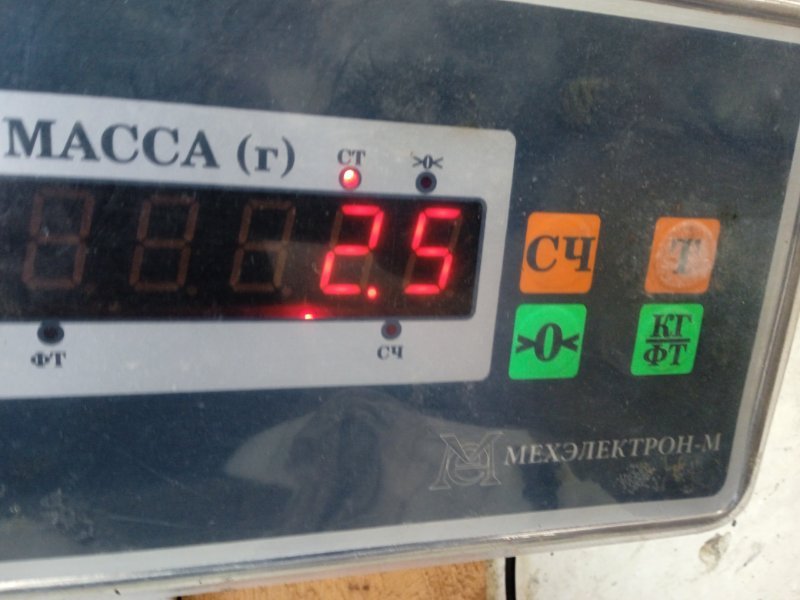 МАССА (г)
СТ
>0<
2.5
ФТ
СЧ
СЧ
Т
>0<
КГ
ФТ
МЕХЭЛЕКТРОН-М